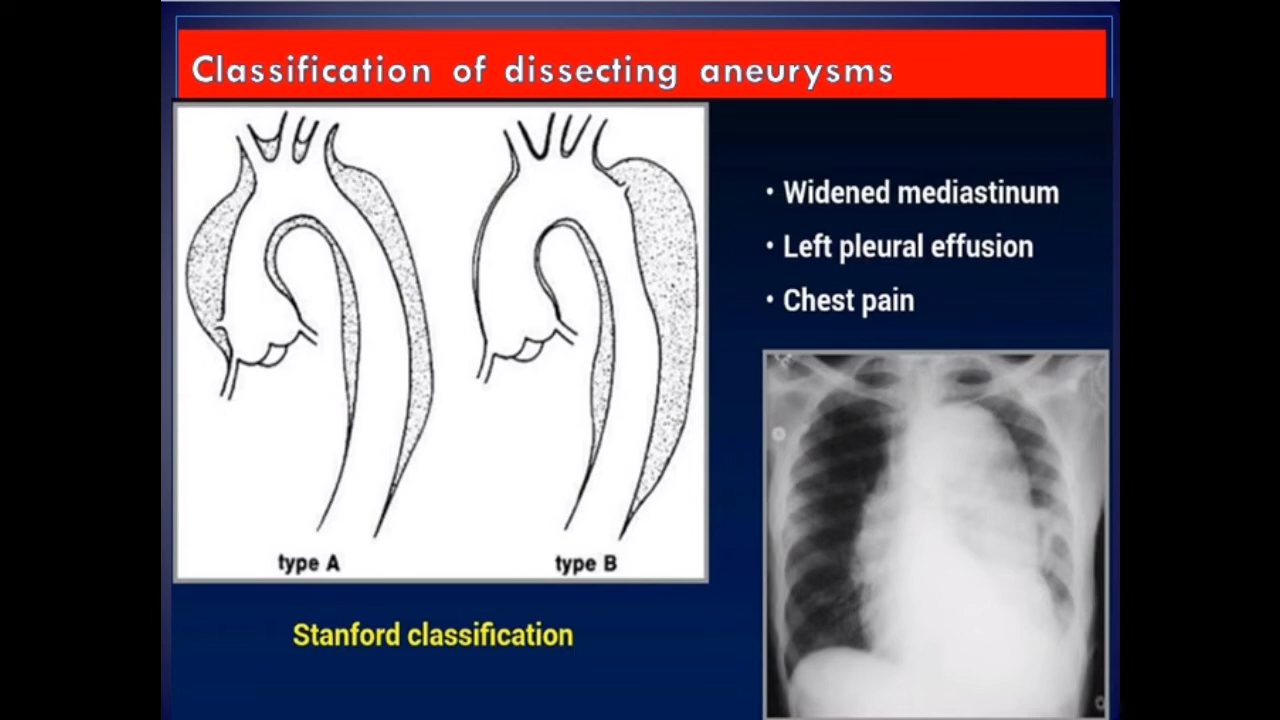 Classification of dissecting aneurysms
• Widened mediastinum
• Left pleural effusion
• Chest pain
type A
type B
Stanford classification